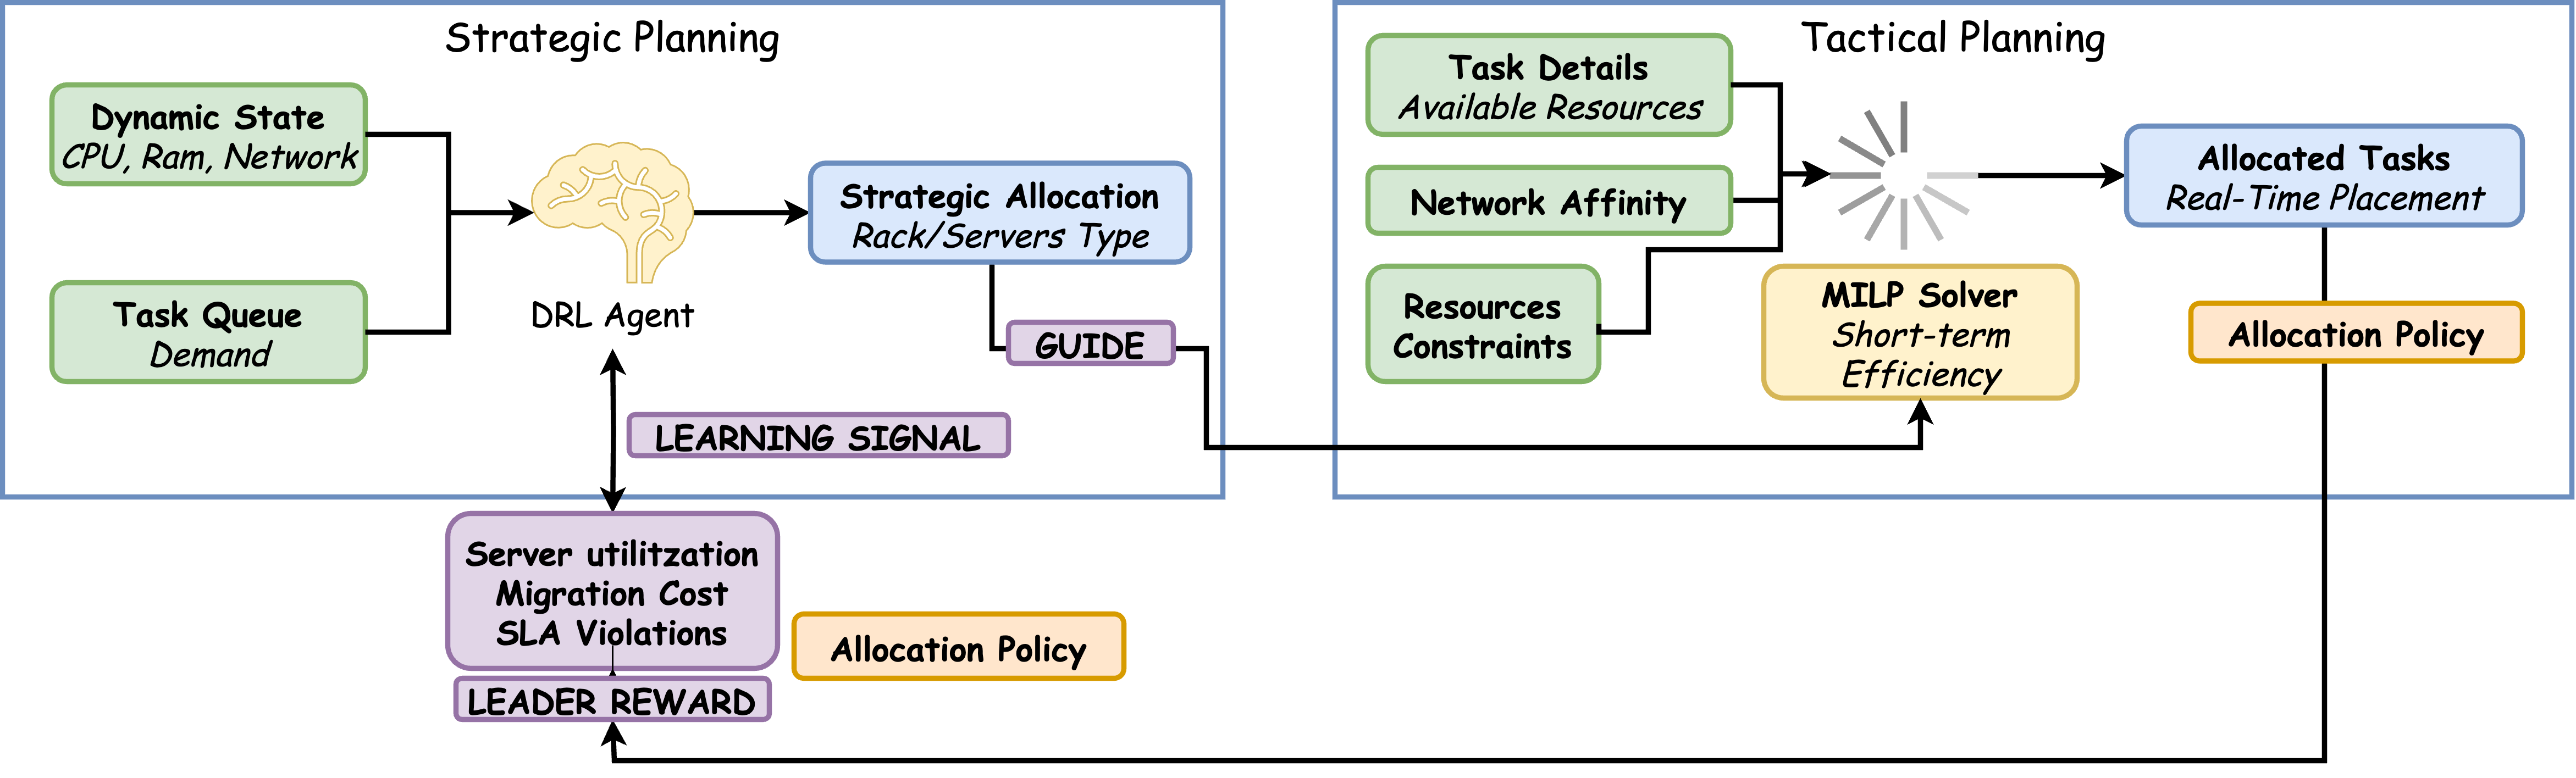 Strategic Planning
Dynamic State
CPU, Ram, Network
Task Queue
Demand
DRL Agent
Strategic Allocation
Rack/Servers Type
GUIDE
LEARNING SIGNAL
Tactical Planning
Task Details
Available Resources
Network Affinity
Resources
Constraints
MILP Solver
Short-term
Efficiency
Allocated Tasks
Real-Time Placement
Allocation Policy
Server utilitzation
Migration Cost
SLA Violations
LEADER REWARD
Allocation Policy